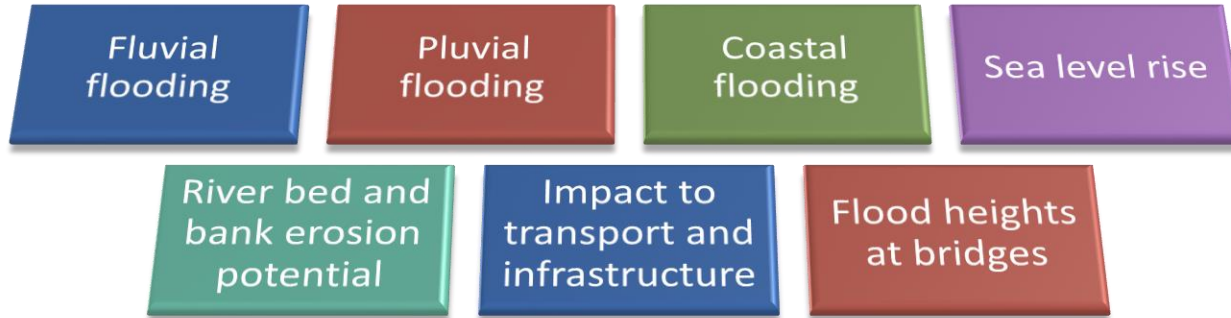 Fluvial
flooding
Pluvial
flooding
Coastal
flooding
Sea level rise
River bed and
bank erosion
potential
Impact to
transport and
infrastructure
Flood heights
at bridges